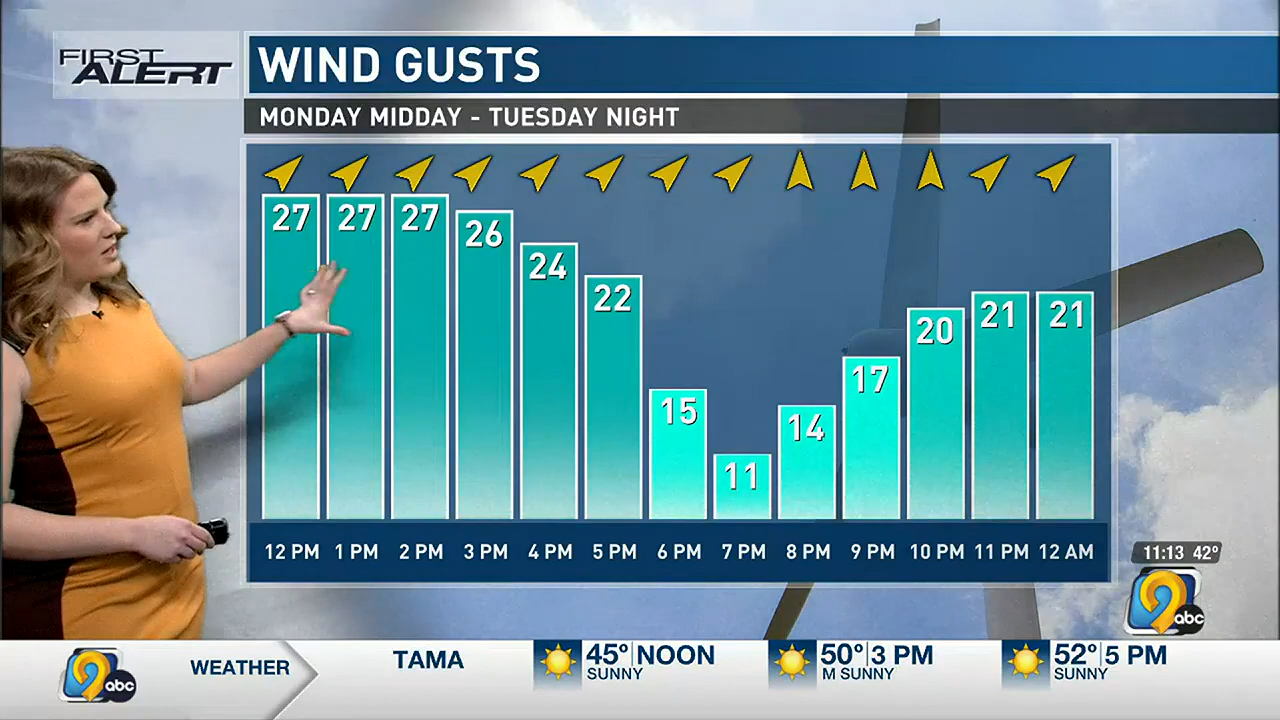 FIRST
ALERT
WIND GUSTS
MONDAY MIDDAY - TUESDAY NIGHT
27 27 27 26 24 22 15 11 14 17 20 21 21
12 PM 1 PM 2 PM 3 PM 4 PM 5 PM 6 PM 7 PM 8 PM 9 PM 10 PM 11 PM 12 AM
11:13 42°
9 abc
9 abc
WEATHER
TAMA
45° NOON
SUNNY
50° 3 PM
M SUNNY
52° 5 PM
SUNNY